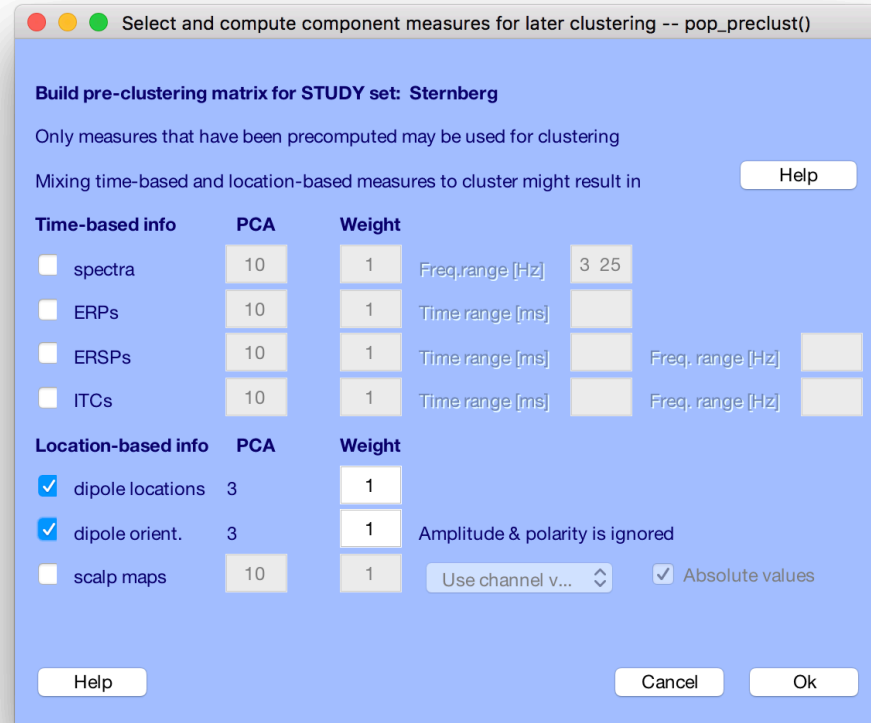 Select and compute component measures for later clustering -- pop_preclust()
Build pre-clustering matrix for STUDY set: Sternberg
Only measures that have been precomputed may be used for clustering
Mixing time-based and location-based measures to cluster might result in
Help
Time-based info PCA Weight
spectra 10 1 Freq.range [Hz] 3 25
ERPs 10 1 Time range [ms]
ERSPs 10 1 Time range [ms] Freq. range [Hz]
ITCs 10 1 Time range [ms] Freq. range [Hz]
Location-based info PCA Weight
dipole locations 3 1
dipole orient. 3 1 Amplitude & polarity is ignored
scalp maps 10 1 Use channel v... Absolute values
Help Cancel Ok